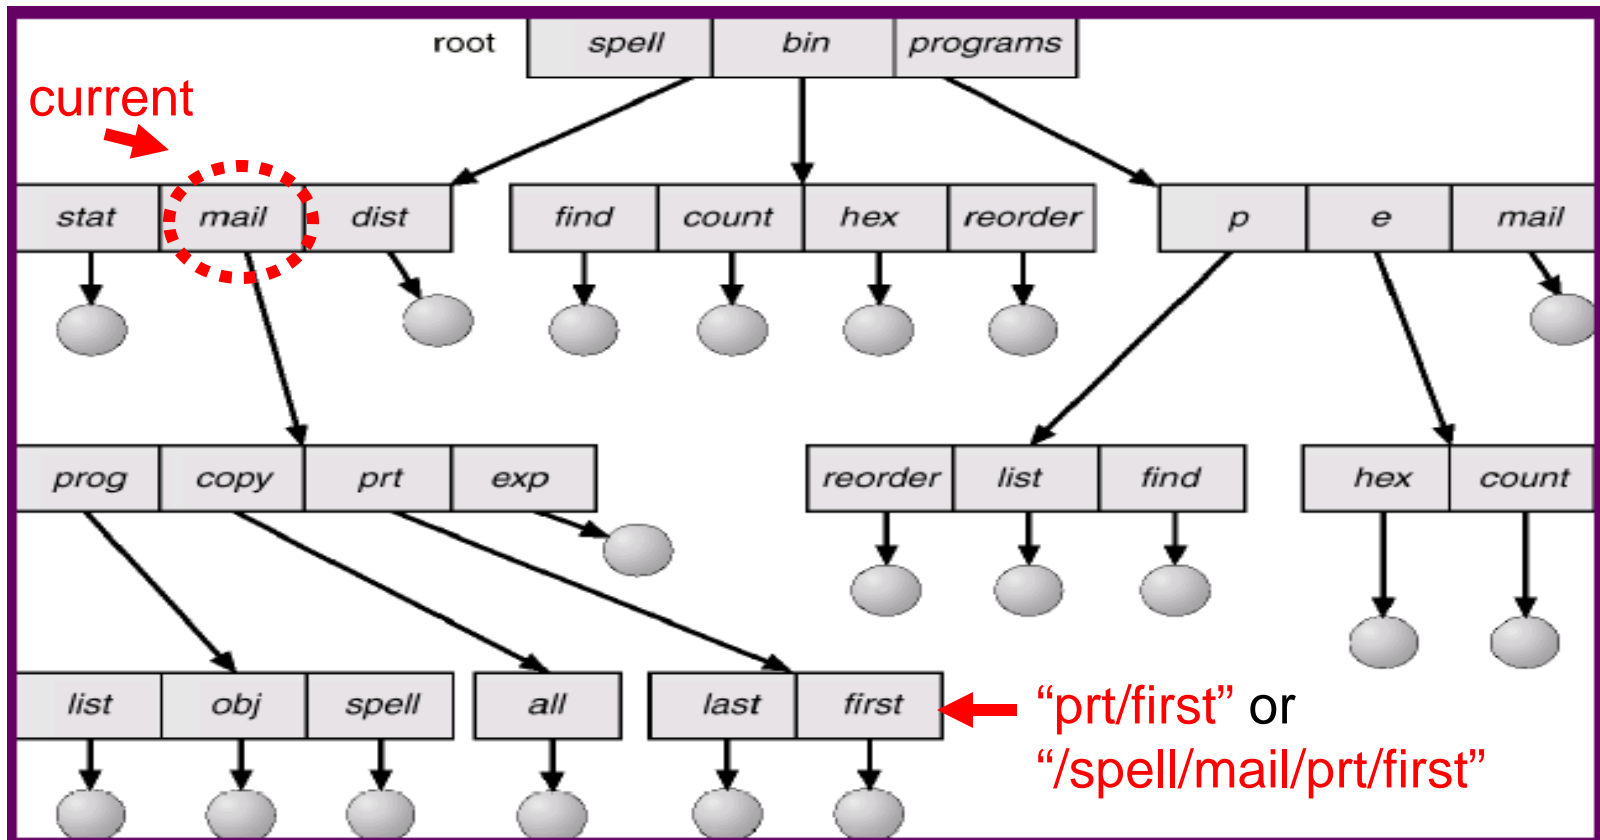 root spell bin programs
current
stat mail dist find count hex reorder p e mail
prog copy prt exp reorder list find hex count
list obj spell all last first “prt/first” or
“/spell/mail/prt/first”